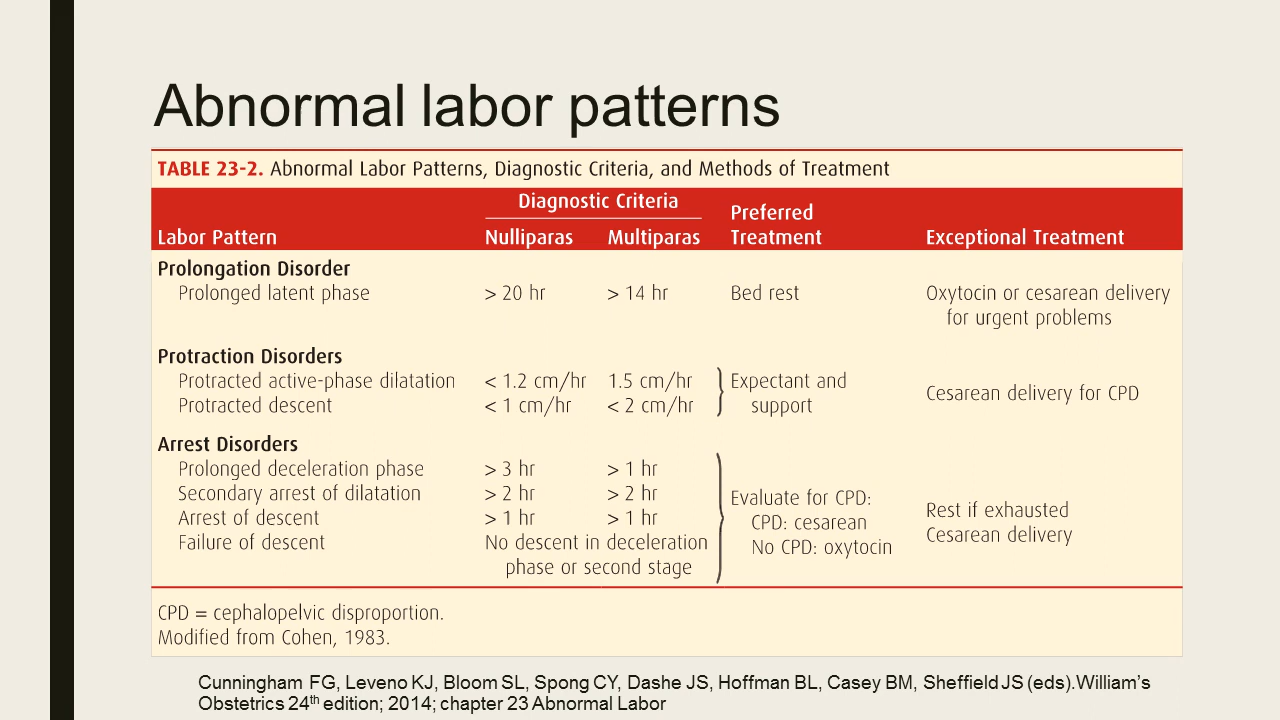 Abnormal labor patterns
TABLE 23-2. Abnormal Labor Patterns, Diagnostic Criteria, and Methods of Treatment
Diagnostic Criteria
Preferred
Labor Pattern Nulliparas Multiparas Treatment Exceptional Treatment
Prolongation Disorder
Prolonged latent phase > 20 hr > 14 hr Bed rest Oxytocin or cesarean delivery
for urgent problems
Protraction Disorders
Protracted active-phase dilatation < 1.2 cm/hr 1.5 cm/hr Expectant and
Protracted descent < 1 cm/hr < 2 cm/hr support
Cesarean delivery for CPD
Arrest Disorders
Prolonged deceleration phase > 3 hr > 1 hr
Secondary arrest of dilatation > 2 hr > 2 hr
Arrest of descent > 1 hr > 1 hr
Failure of descent No descent in deceleration
phase or second stage
Evaluate for CPD:
CPD: cesarean
No CPD: oxytocin
Rest if exhausted
Cesarean delivery
CPD = cephalopelvic disproportion.
Modified from Cohen, 1983.
Cunningham FG, Leveno KJ, Bloom SL, Spong CY, Dashe JS, Hoffman BL, Casey BM, Sheffield JS (eds).William’s
Obstetrics 24th edition; 2014; chapter 23 Abnormal Labor